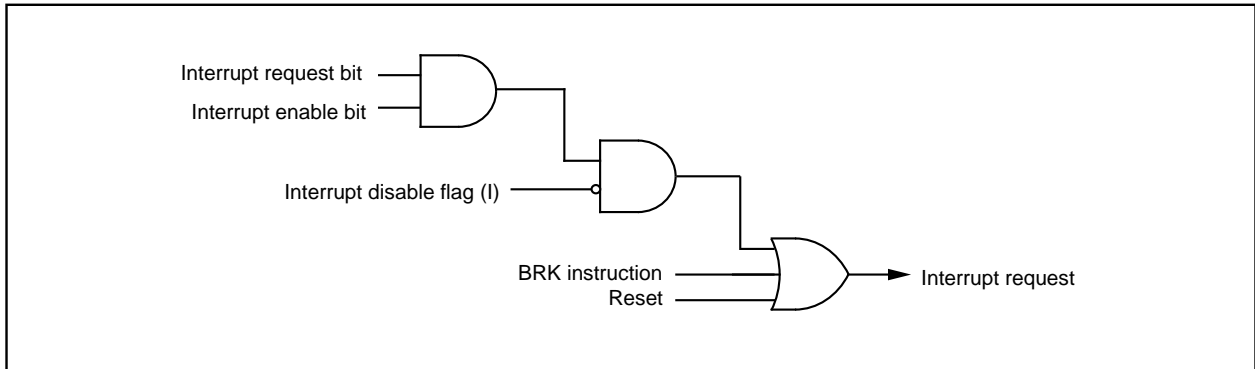 Interrupt request bit
Interrupt enable bit
Interrupt disable flag (I)
BRK instruction
Reset
Interrupt request